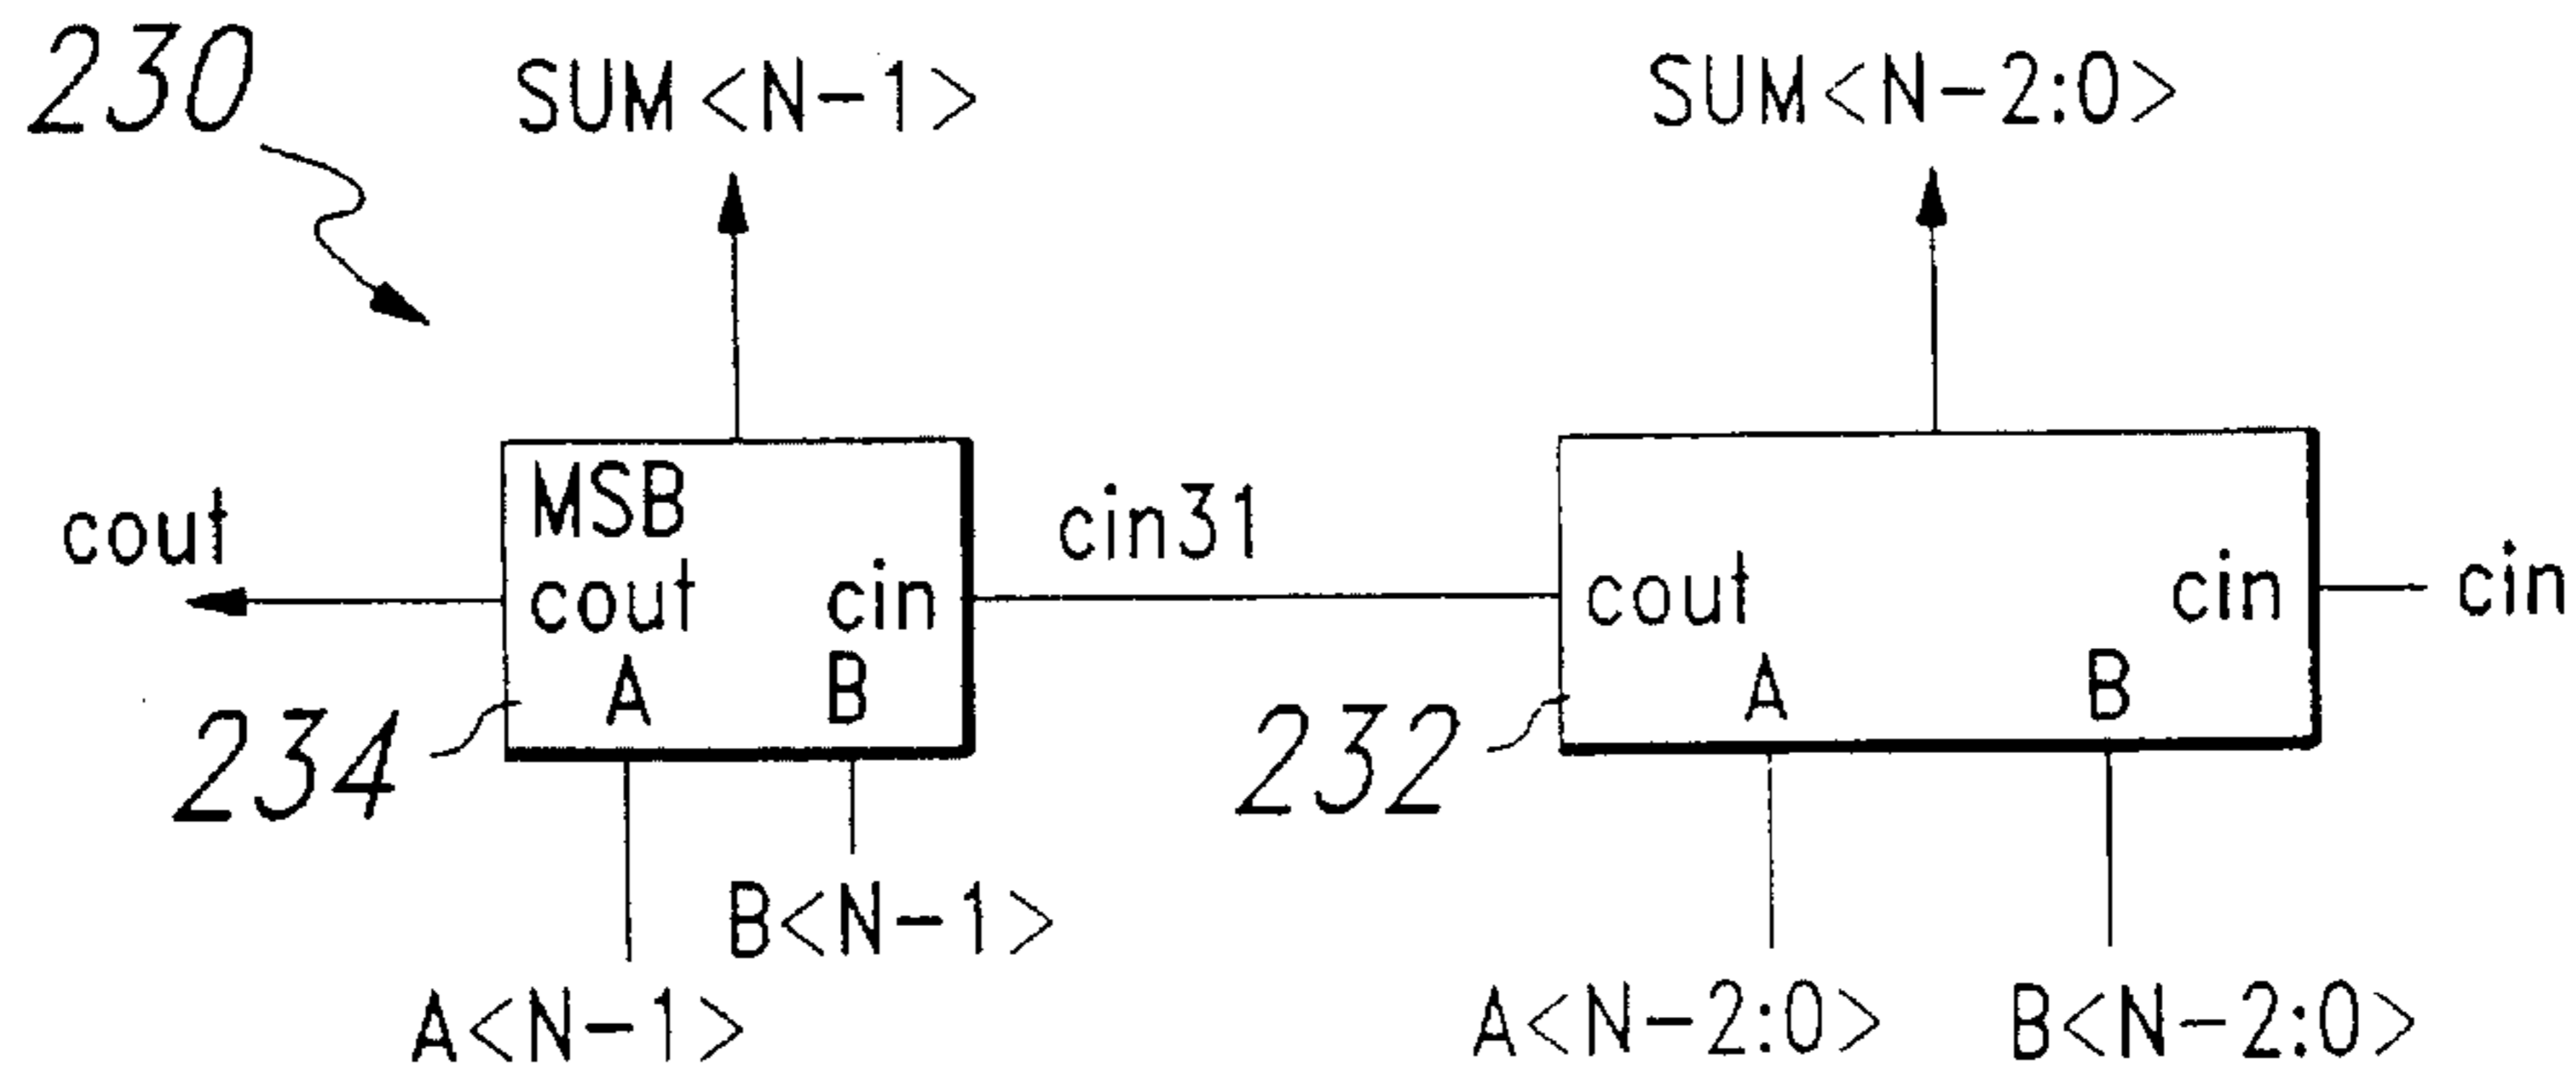 230
SUM<N-1>
SUM<N-2:0>
cout
MSB
cout
cin
A
B
cin31
cout
cin
A
B
cin
234
232
B<N-1>
A<N-1>
A<N-2:0>
B<N-2:0>